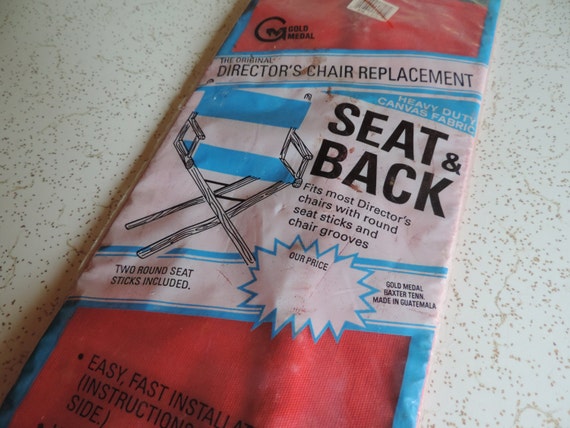 GOLD
MEDAL
THE ORIGINAL
DIRECTOR'S CHAIR REPLACEMENT
HEAVY DUTY
CANVAS FABRIC
SEAT &
BACK
Fits most Director's
chairs with round
seat sticks and
chair grooves
OUR PRICE
TWO ROUND SEAT
STICKS INCLUDED.
GOLD MEDAL
BAXTER TENN.
MADE IN GUATEMALA
• EASY, FAST INSTALLAT
(INSTRUCTIONS
SIDE.)